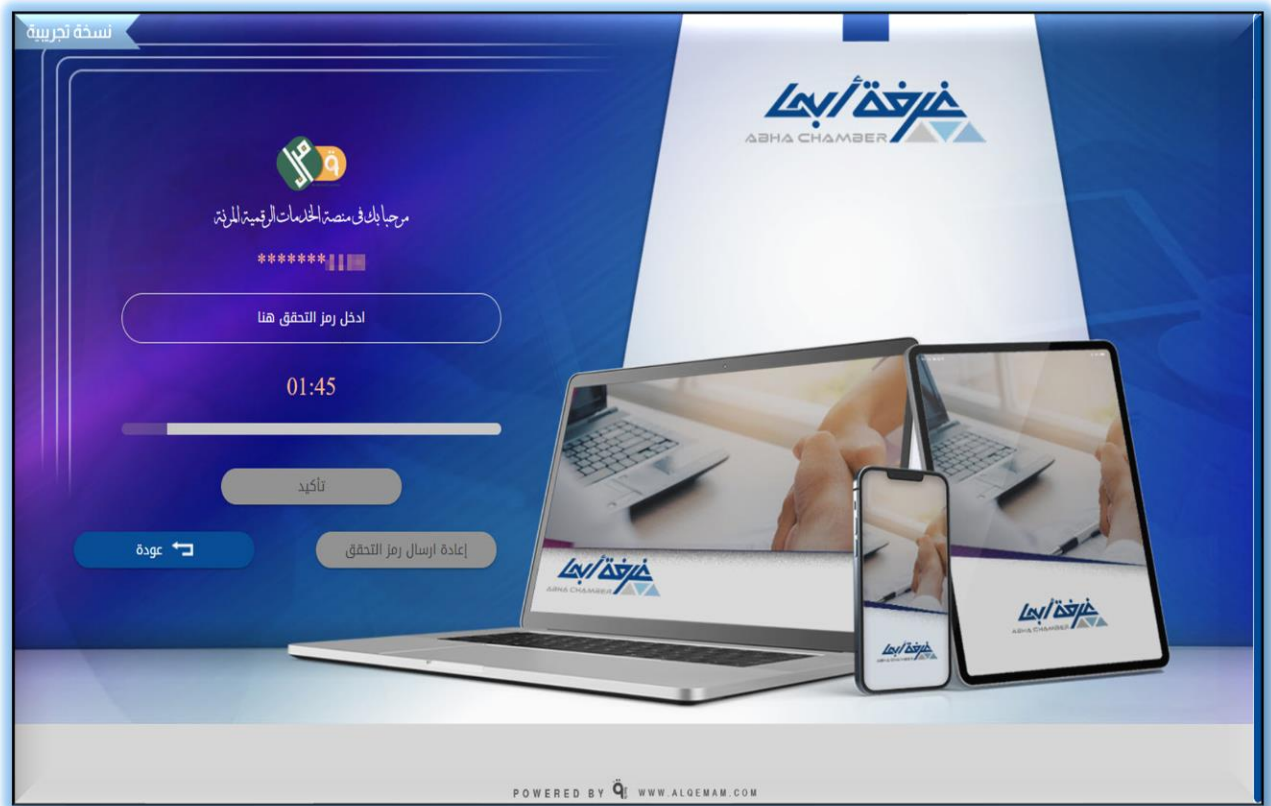 نسخة تجريبية
غرفة أبها
ABHA CHAMBER
مرحبا بك في منصة الخدمات الرقمية المرنة
*******
ادخل رمز التحقق هنا
01:45
تأكيد
إعادة ارسال رمز التحقق
عودة
غرفة أبها
ABHA CHAMBER
غرفة أبها
ABHA CHAMBER
غرفة أبها
ABHA CHAMBER
POWERED BY WWW.ALQEMAM.COM